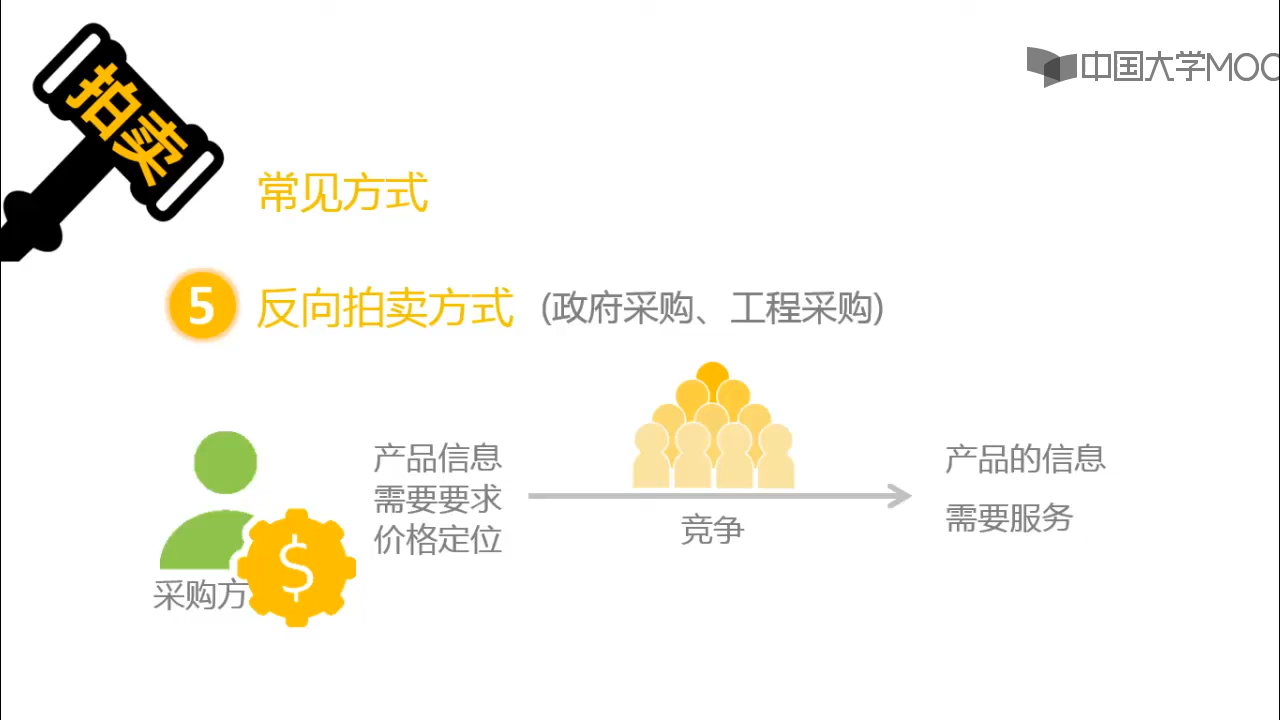 拍卖
中国大学MOO
常见方式
5 反向拍卖方式 (政府采购、工程采购)
产品信息
需要要求
价格定位
采购方
$
竞争
产品的信息
需要服务